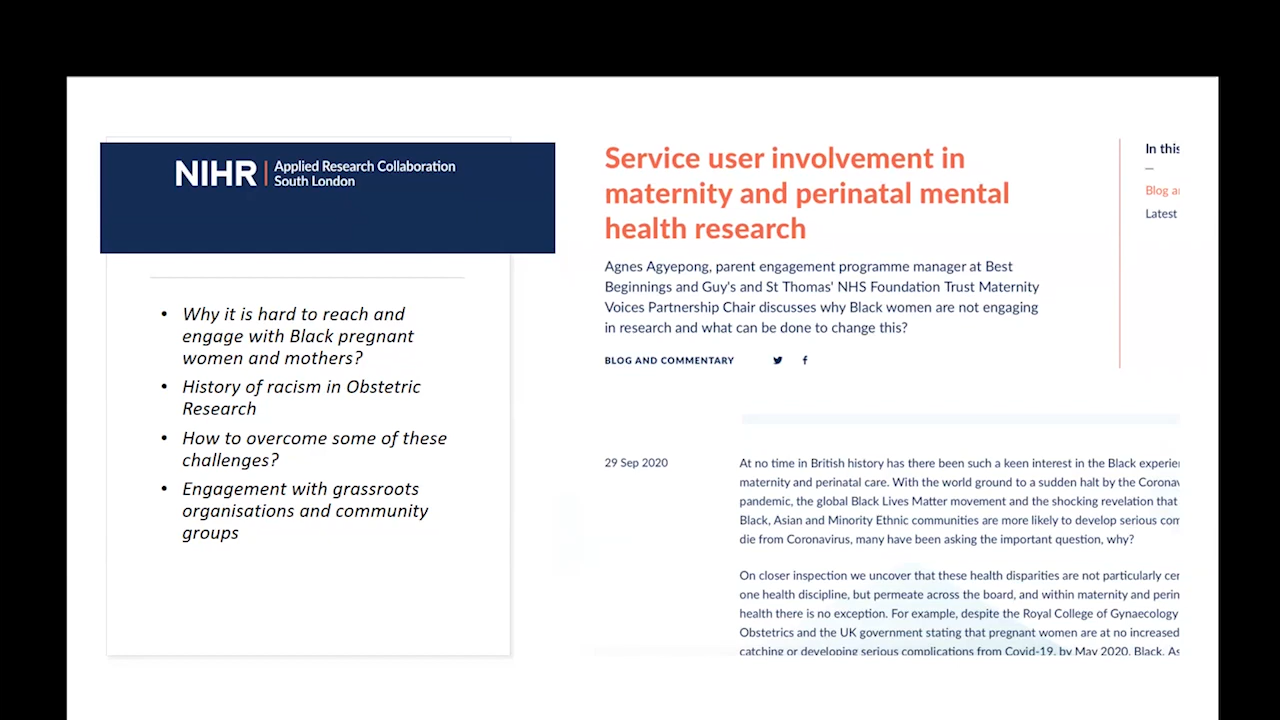 NIHR Applied Research Collaboration
South London
• Why it is hard to reach and
engage with Black pregnant
women and mothers?
• History of racism in Obstetric
Research
• How to overcome some of these
challenges?
• Engagement with grassroots
organisations and community
groups
Service user involvement in
maternity and perinatal mental
health research
Agnes Agyepong, parent engagement programme manager at Best
Beginnings and Guy's and St Thomas' NHS Foundation Trust Maternity
Voices Partnership Chair discusses why Black women are not engaging
in research and what can be done to change this?
BLOG AND COMMENTARY
29 Sep 2020
At no time in British history has there been such a keen interest in the Black
maternity and perinatal care. With the world ground to a sudden halt by the
pandemic, the global Black Lives Matter movement and the shocking revelation that
Black, Asian and Minority Ethnic communities are more likely to develop serious
die from Coronavirus, many have been asking the important question, why?
On closer inspection we uncover that these health disparities are not particularly
one health discipline, but permeate across the board, and within maternity and
health there is no exception. For example, despite the Royal College of Gynaecology
Obstetrics and the UK government stating that pregnant women are at no increased
catching or developing serious complications from Covid-19, by May 2020, Black,
In this
—
Blog
Latest